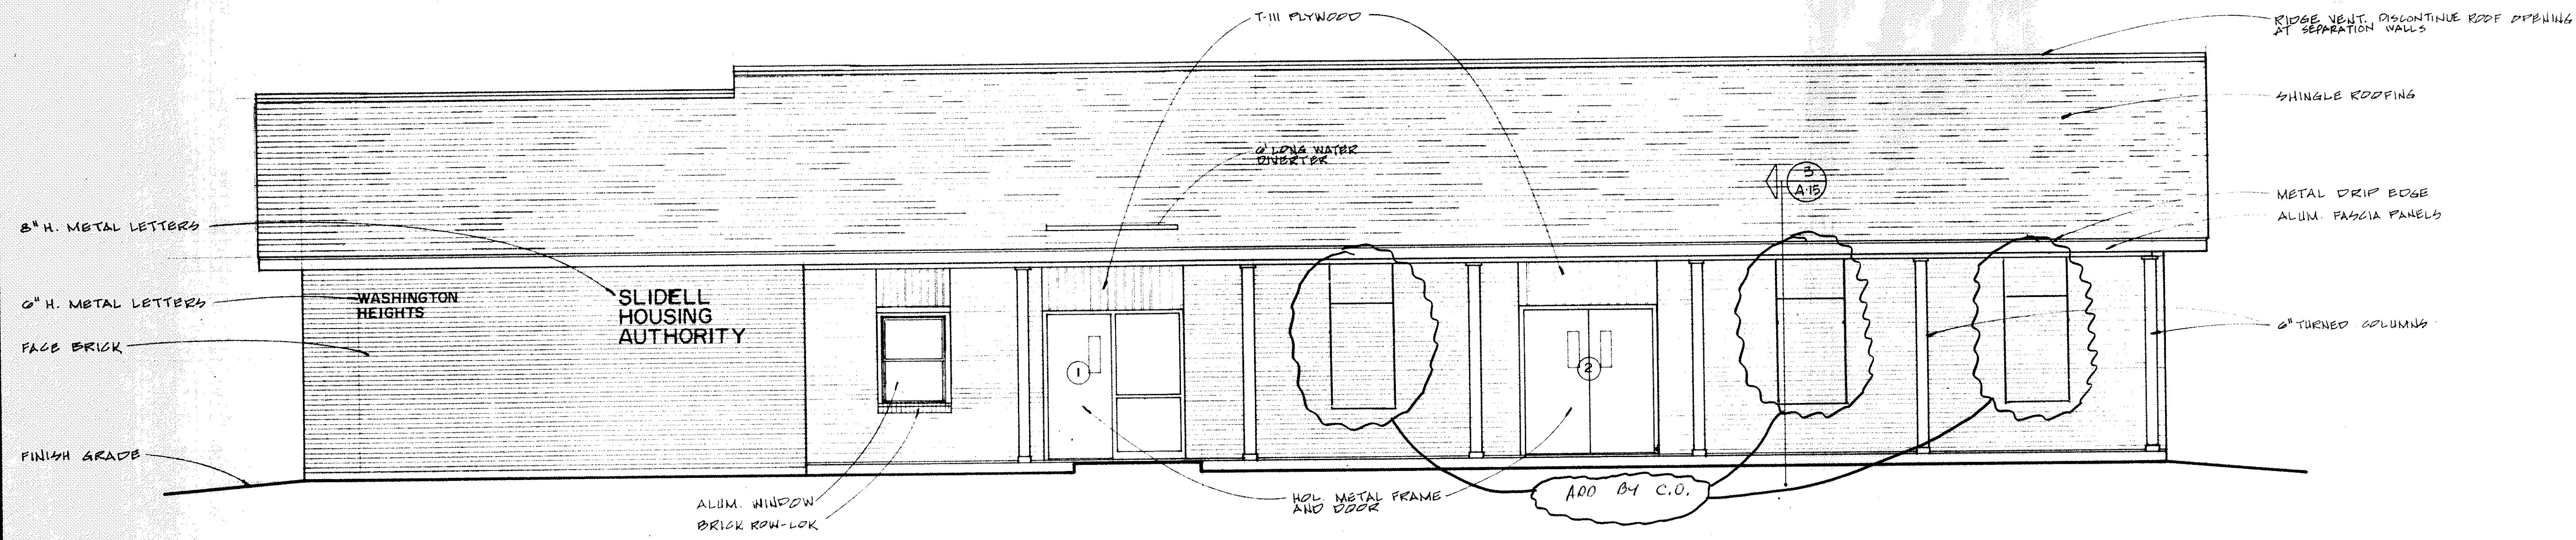 T-111 PLYWOOD
RIDGE VENT. DISCONTINUE ROOF OPENING
AT SEPARATION WALLS
SHINGLE ROOFING
6' LONG WATER
DIVERTER
3
A-15
METAL DRIP EDGE
ALUM. FASCIA PANELS
8" H. METAL LETTERS
6" H. METAL LETTERS
WASHINGTON
HEIGHTS
SLIDELL
HOUSING
AUTHORITY
FACE BRICK
1
2
6" TURNED COLUMNS
FINISH GRADE
ALUM. WINDOW
BRICK ROW-LOK
HOL. METAL FRAME
AND DOOR
ADD BY C.O.